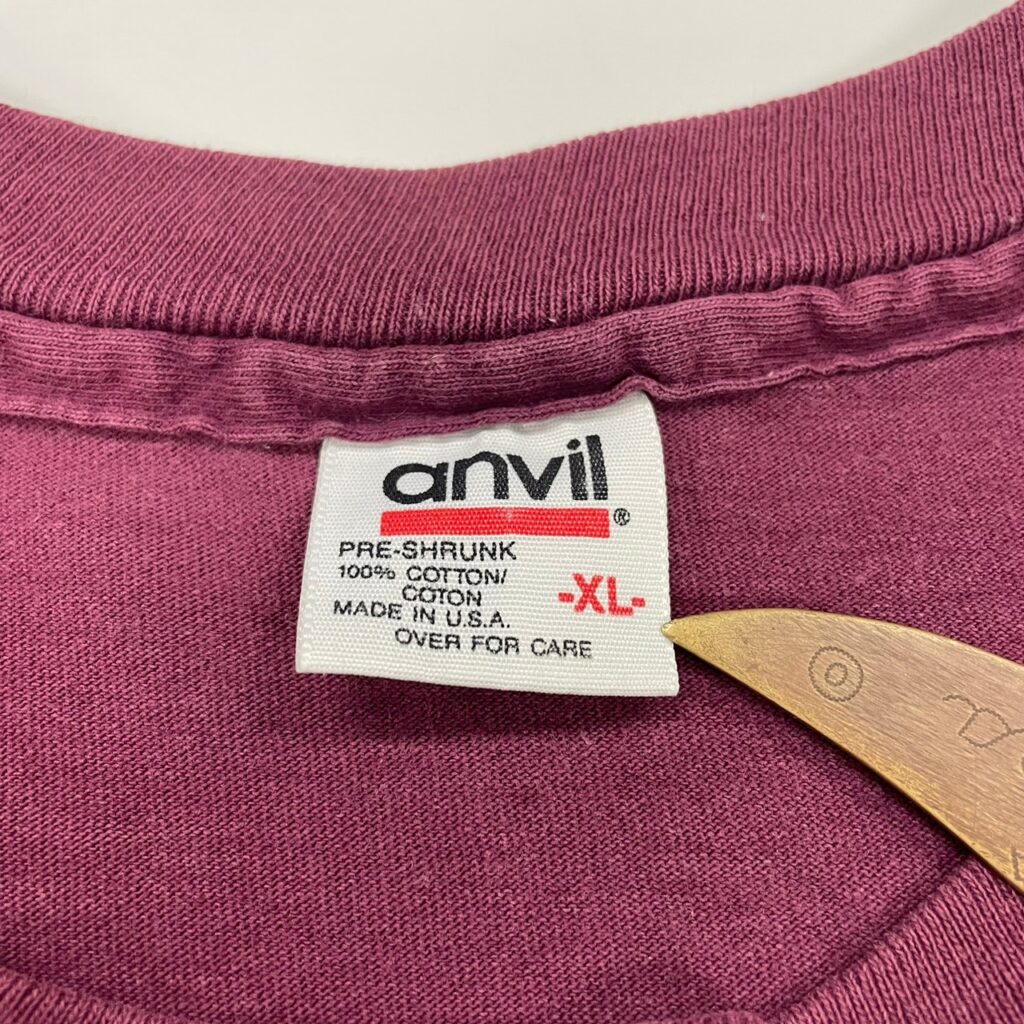 anvil®
PRE-SHRUNK
100% COTTON/
COTON
-XL-
MADE IN U.S.A.
OVER FOR CARE